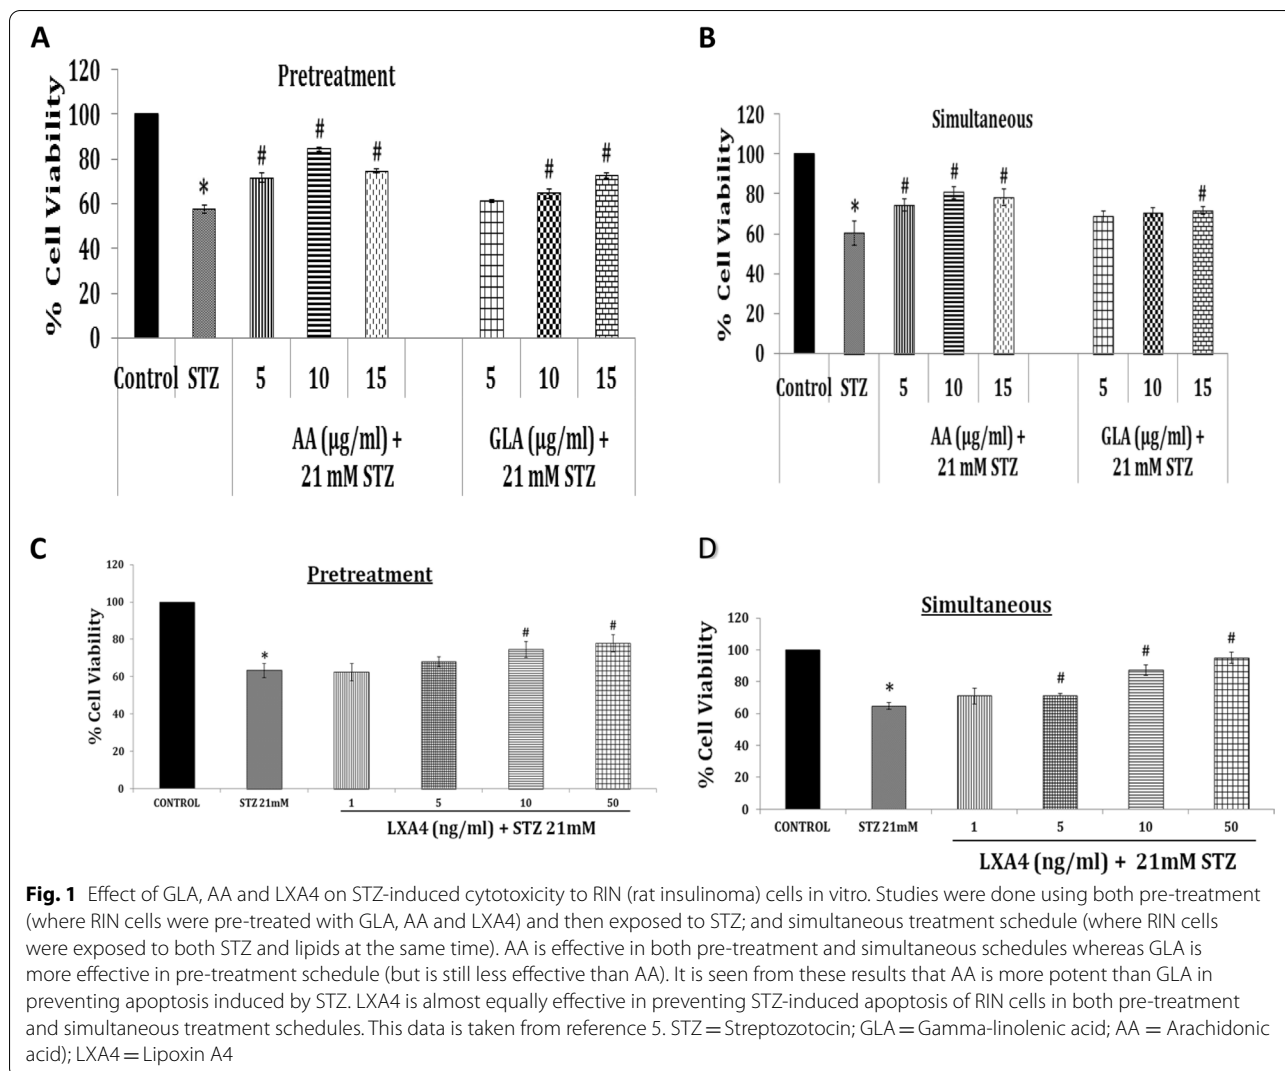 A
Pretreatment
% Cell Viability
120
100
80
60
40
20
0
*
#
#
#
#
#
Control STZ 5 10 15 5 10 15
AA (µg/ml) + GLA (µg/ml) +
21 mM STZ 21 mM STZ
B
Simultaneous
% Cell Viability
120
100
80
60
40
20
0
*
#
#
#
#
Control STZ 5 10 15 5 10 15
AA (µg/ml) + GLA (µg/ml) +
21 mM STZ 21 mM STZ
C
Pretreatment
% Cell Viability
120
100
80
60
40
20
0
*
#
#
CONTROL STZ 21mM 1 5 10 50
LXA4 (ng/ml) + STZ 21mM
D
Simultaneous
% Cell Viability
120
100
80
60
40
20
0
*
#
#
#
CONTROL STZ 21mM 1 5 10 50
LXA4 (ng/ml) + 21mM STZ
Fig. 1 Effect of GLA, AA and LXA4 on STZ-induced cytotoxicity to RIN (rat insulinoma) cells in vitro. Studies were done using both pre-treatment
(where RIN cells were pre-treated with GLA, AA and LXA4) and then exposed to STZ; and simultaneous treatment schedule (where RIN cells
were exposed to both STZ and lipids at the same time). AA is effective in both pre-treatment and simultaneous schedules whereas GLA is
more effective in pre-treatment schedule (but is still less effective than AA). It is seen from these results that AA is more potent than GLA in
preventing apoptosis induced by STZ. LXA4 is almost equally effective in preventing STZ-induced apoptosis of RIN cells in both pre-treatment
and simultaneous treatment schedules. This data is taken from reference 5. STZ = Streptozotocin; GLA = Gamma-linolenic acid; AA = Arachidonic
acid); LXA4 = Lipoxin A4